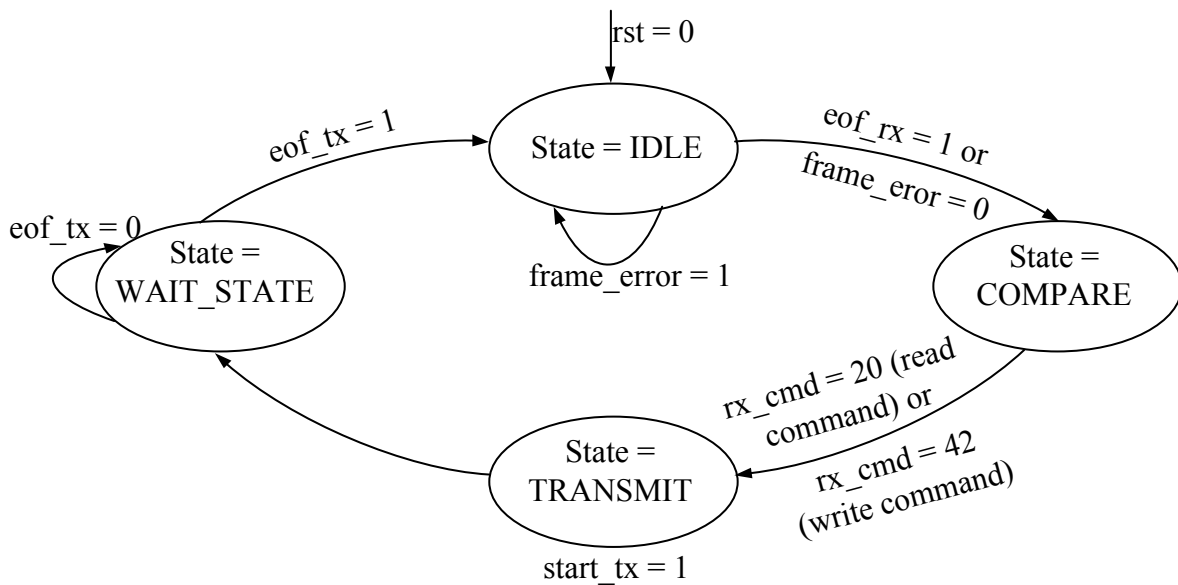 rst = 0
State = IDLE
eof_tx = 1
eof_rx = 1 or
frame_eror = 0
eof_tx = 0
State =
WAIT_STATE
frame_error = 1
State =
COMPARE
rx_cmd = 20 (read
command) or
rx_cmd = 42
(write command)
State =
TRANSMIT
start_tx = 1